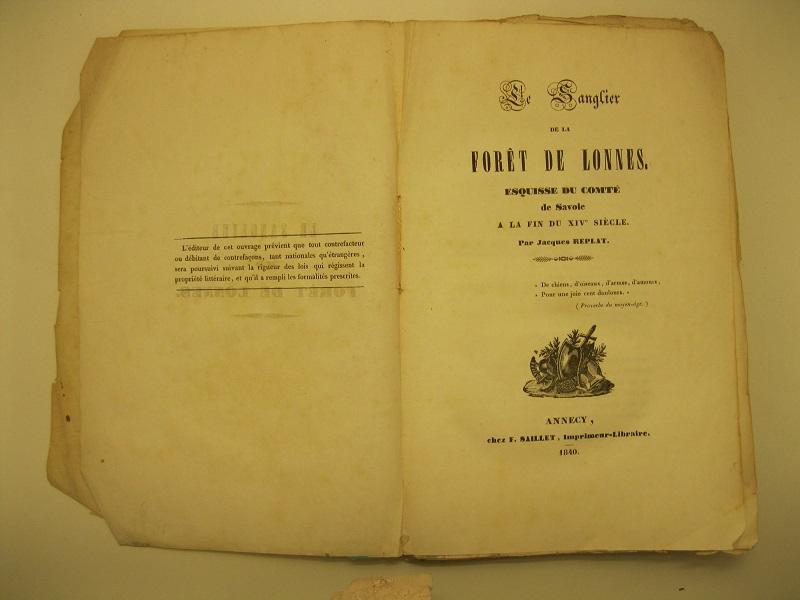 L'éditeur de cet ouvrage prévient que tout contrefacteur
ou débitant de contrefaçons, tant nationales qu'étrangères,
sera poursuivi suivant la rigueur des lois qui régissent la
propriété littéraire, et qu'il a rempli les formalités prescrites.
Le Sanglier
DE LA
FORÊT DE LONNES.
ESQUISSE DU COMTÉ
de Savoie
A LA FIN DU XIVe SIÈCLE.
Par Jacques REPLAT.
« De chiens, d'oiseaux, d'armes, d'amours,
» Pour une joie cent doulours. »
( Proverbe du moyen-âge. )
ANNECY,
chez F. SAILLET, Imprimeur-Libraire.
1840.